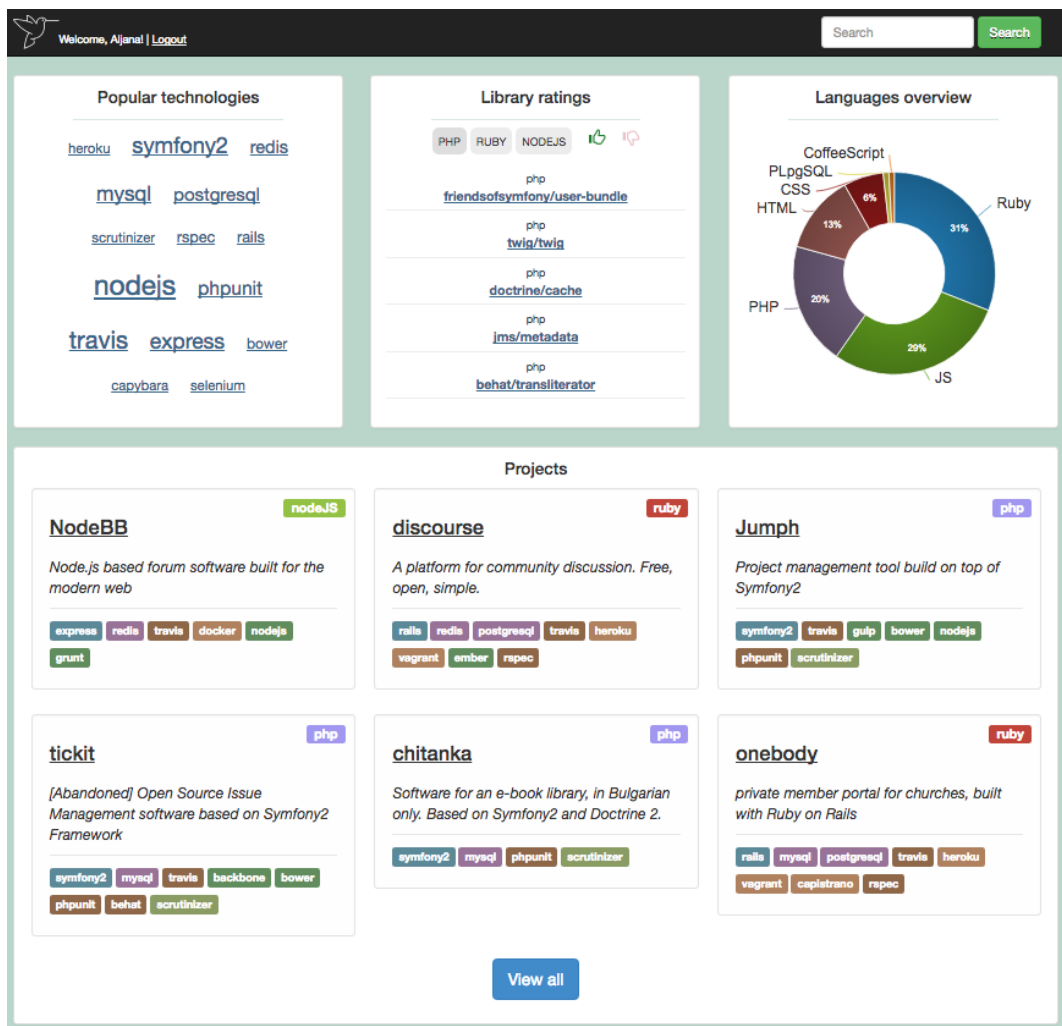 Welcome, Aljana! | Logout
Search
Search
Popular technologies
heroku symfony2 redis
mysql postgresql
scrutinizer rspec rails
nodejs phpunit
travis express bower
capybara selenium
Library ratings
PHP RUBY NODEJS
php
friendsofsymfony/user-bundle
php
twig/twig
php
doctrine/cache
php
jms/metadata
php
behat/transliterator
Languages overview
CoffeeScript
PLpgSQL
CSS
HTML
PHP
Ruby
JS
6%
13%
20%
31%
29%
Projects
nodeJS
NodeBB
Node.js based forum software built for the
modern web
express redis travis docker nodejs
grunt
ruby
discourse
A platform for community discussion. Free,
open, simple.
rails redis postgresql travis heroku
vagrant ember rspec
php
Jumph
Project management tool build on top of
Symfony2
symfony2 travis gulp bower nodejs
phpunit scrutinizer
php
tickit
[Abandoned] Open Source Issue
Management software based on Symfony2
Framework
symfony2 mysql travis backbone bower
phpunit behat scrutinizer
php
chitanka
Software for an e-book library, in Bulgarian
only. Based on Symfony2 and Doctrine 2.
symfony2 mysql phpunit scrutinizer
ruby
onebody
private member portal for churches, built
with Ruby on Rails
rails mysql postgresql travis heroku
vagrant capistrano rspec
View all